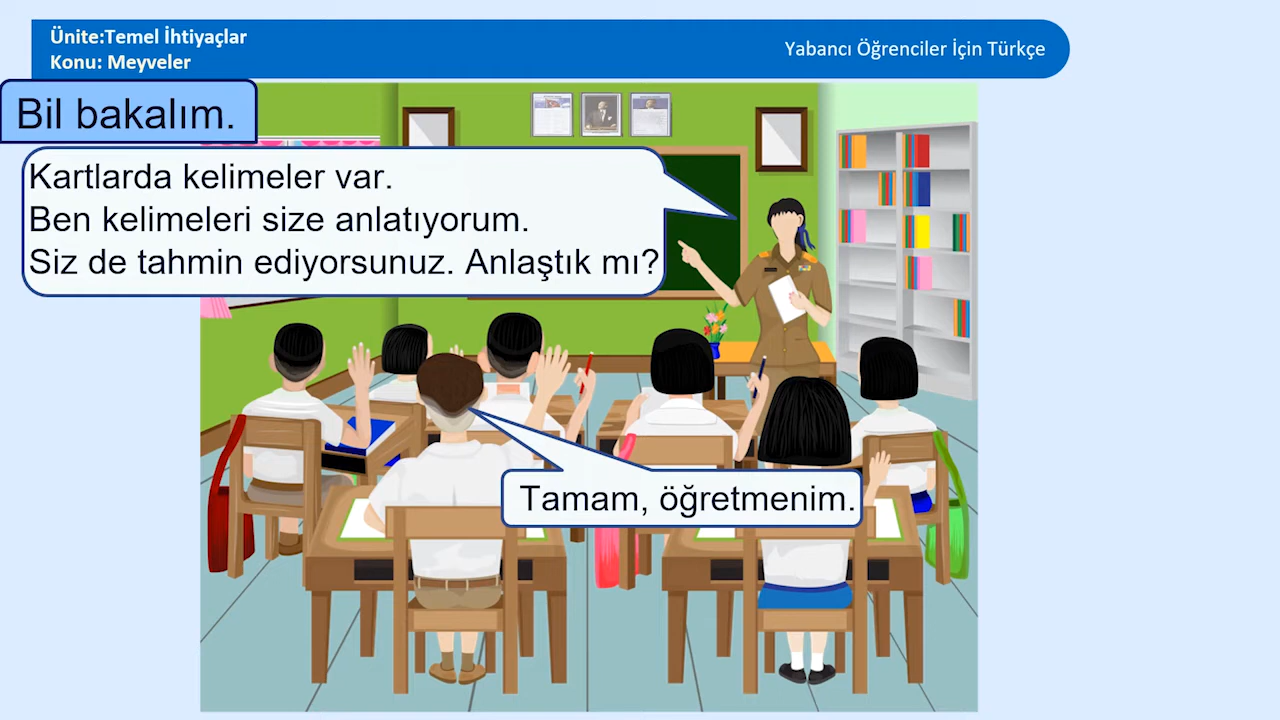 Ünite:Temel İhtiyaçlar
Konu: Meyveler
Yabancı Öğrenciler İçin Türkçe
Bil bakalım.
Kartlarda kelimeler var.
Ben kelimeleri size anlatıyorum.
Siz de tahmin ediyorsunuz. Anlaştık mı?
Tamam, öğretmenim.